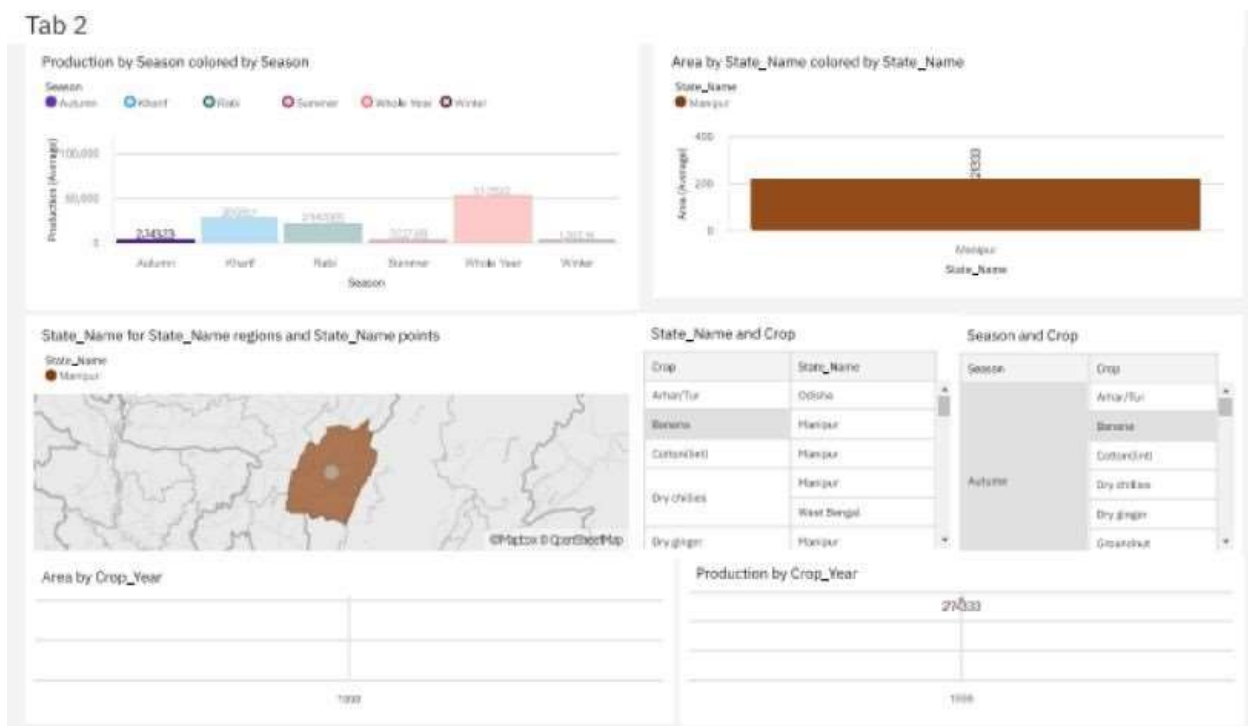 Tab 2
Production by Season colored by Season
Season
Autumn Kharif Rabi Summer Whole Year Winter
Production (Average)
100,000
50,000
0
Autumn Kharif Rabi Summer Whole Year Winter
Season
Area by State_Name colored by State_Name
State_Name
Manipur
Area (Average)
400
200
0
Manipur
State_Name
State_Name for State_Name regions and State_Name points
State_Name
Manipur
©Mapbox © OpenStreetMap
State_Name and Crop
Crop State_Name
Arhar/Tur Odisha
Banana Manipur
Cotton(lint) Manipur
Dry chillies Manipur
West Bengal
Dry ginger Manipur
Season and Crop
Season Crop
Autumn
Arhar/Tur
Banana
Cotton(lint)
Dry chillies
Dry ginger
Groundnut
Area by Crop_Year
Production by Crop_Year